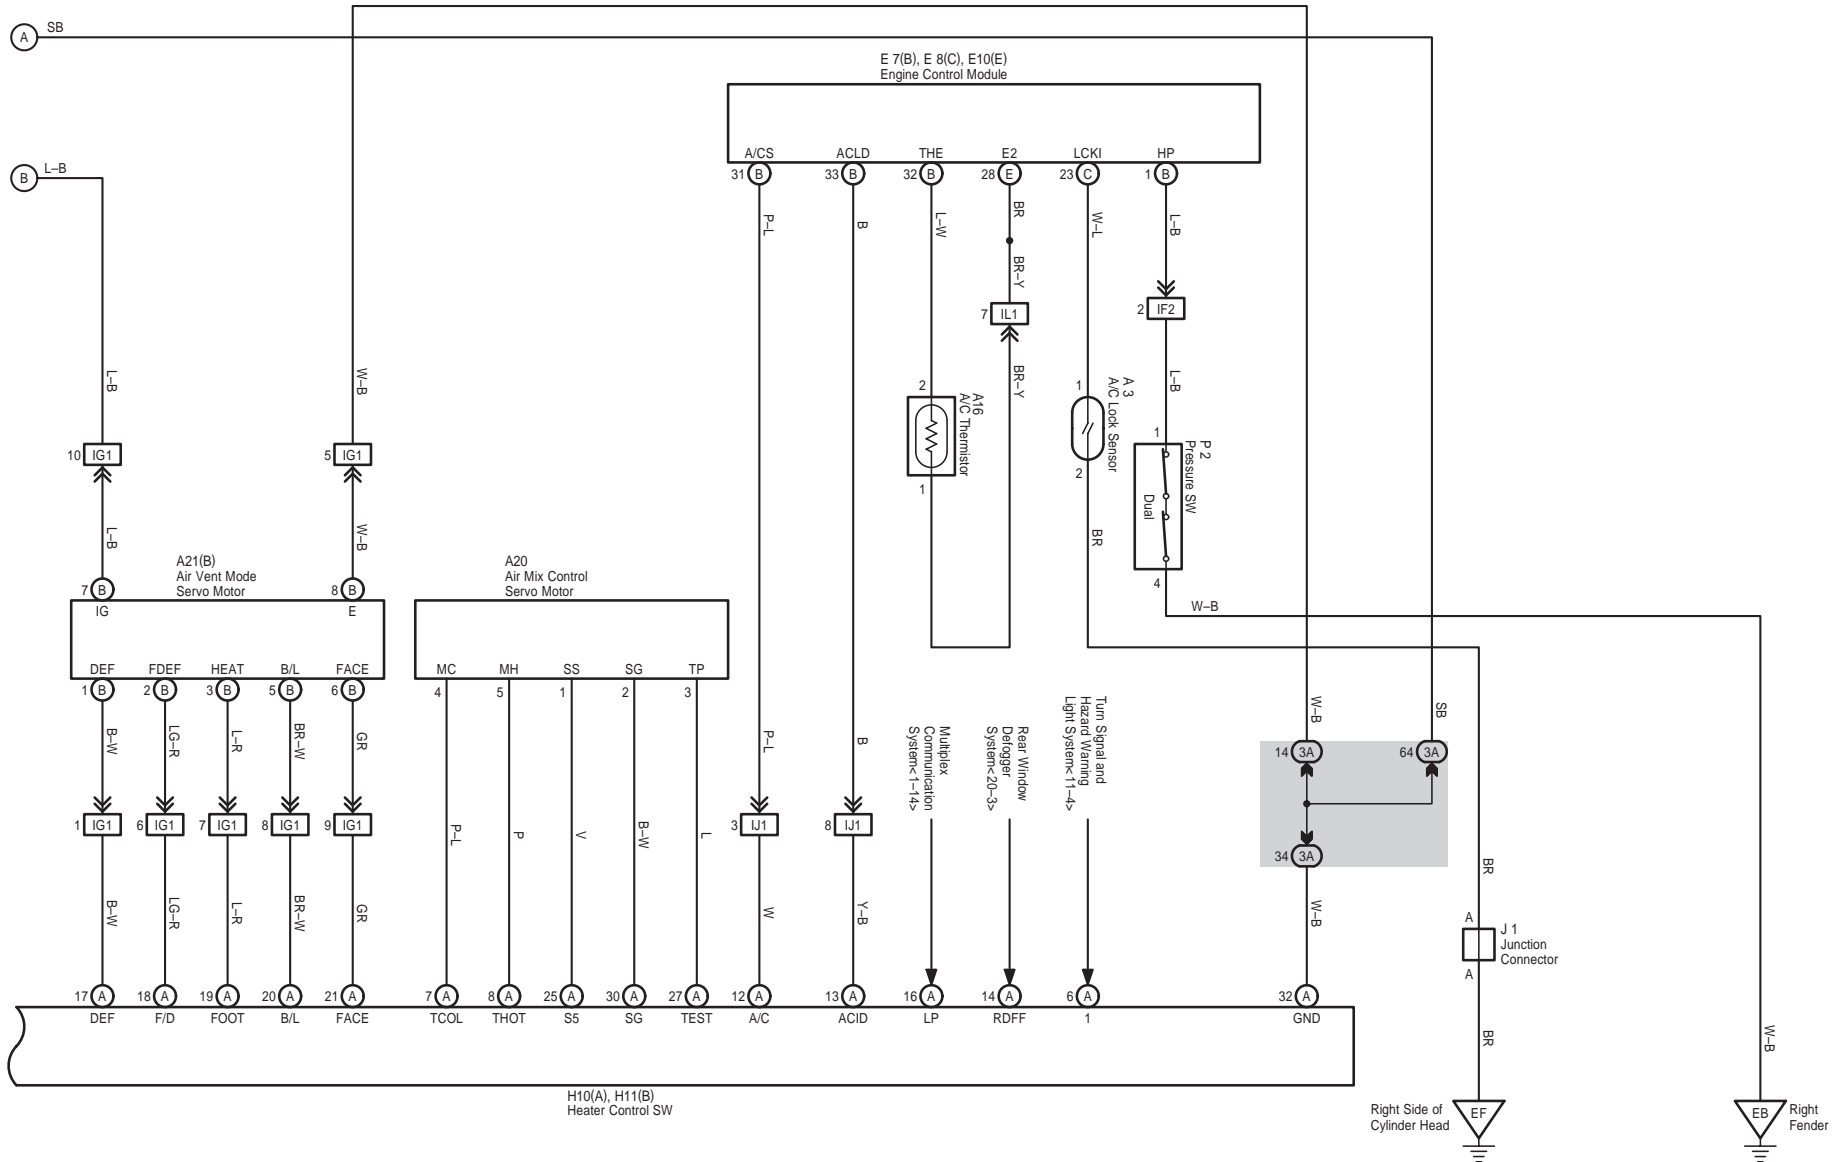 A
SB
E 7(B), E 8(C), E10(E)
Engine Control Module
A/CS
ACLD
THE
E2
LCKI
HP
31 B
33 B
32 B
28 E
23 C
1 B
B
L–B
P–L
B
L–W
BR
W–L
L–B
BR–Y
7 IL1
2 IF2
L–B
W–B
BR–Y
L–B
2
A16
A/C Thermistor
1
1
A 3
A/C Lock Sensor
2
1
P 2
Pressure SW
Dual
4
10 IG1
5 IG1
L–B
W–B
BR
A21(B)
Air Vent Mode
Servo Motor
A20
Air Mix Control
Servo Motor
7 B
IG
8 B
E
W–B
DEF
FDEF
HEAT
B/L
FACE
MC
MH
SS
SG
TP
1 B
2 B
3 B
5 B
6 B
4
5
1
2
3
B–W
LG–R
L–R
BR–W
GR
P–L
B
Multiplex
Communication
System<1–14>
Rear Window
Defogger
System<20–3>
Turn Signal and
Hazard Warning
Light System<11–4>
W–B
SB
14 3A
64 3A
34 3A
1 IG1
6 IG1
7 IG1
8 IG1
9 IG1
P–L
P
V
B–W
L
3 IJ1
8 IJ1
BR
B–W
LG–R
L–R
BR–W
GR
W
Y–B
W–B
A
J 1
Junction
Connector
A
17 A
18 A
19 A
20 A
21 A
7 A
8 A
25 A
30 A
27 A
12 A
13 A
16 A
14 A
6 A
32 A
DEF
F/D
FOOT
B/L
FACE
TCOL
THOT
S5
SG
TEST
A/C
ACID
LP
RDFF
1
GND
BR
W–B
H10(A), H11(B)
Heater Control SW
Right Side of
Cylinder Head
EF
EB
Right
Fender